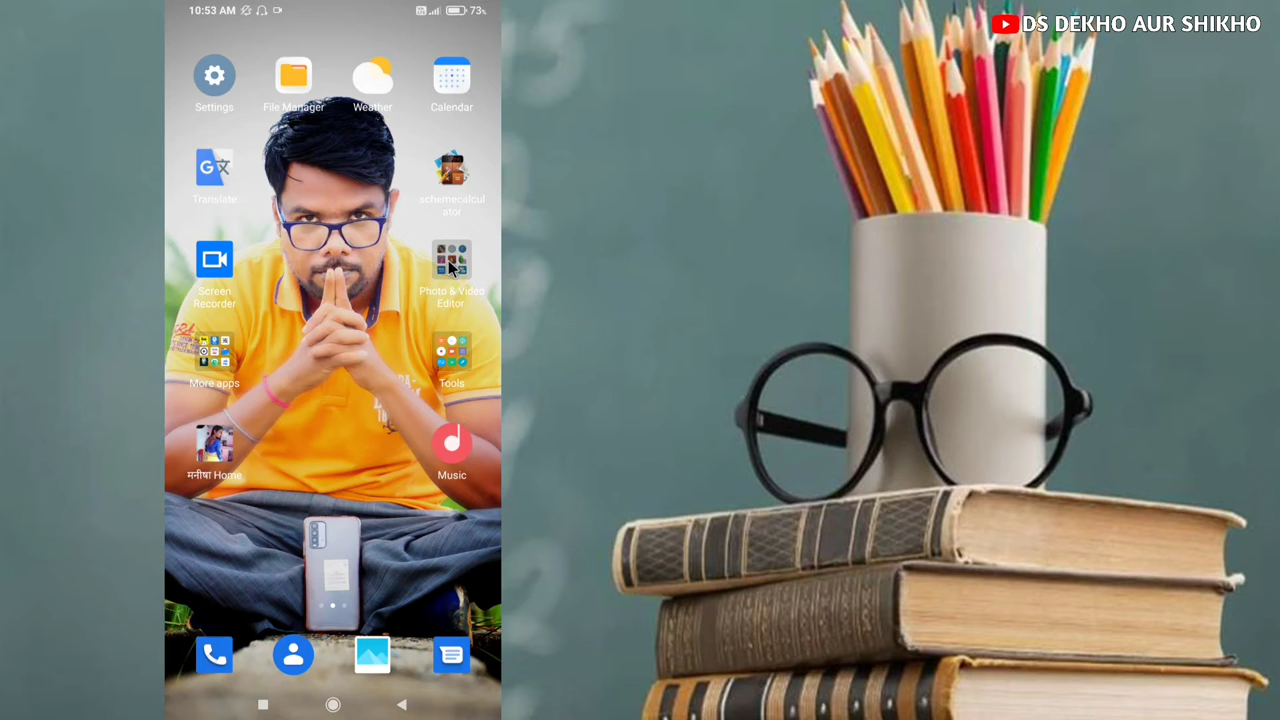 10:53 AM
73%
DS DEKHO AUR SHIKHO
Settings
File Manager
Weather
Calendar
Translate
schemecalcul
ator
Screen
Recorder
Photo & Video
Editor
More apps
Tools
मनीषा Home
Music